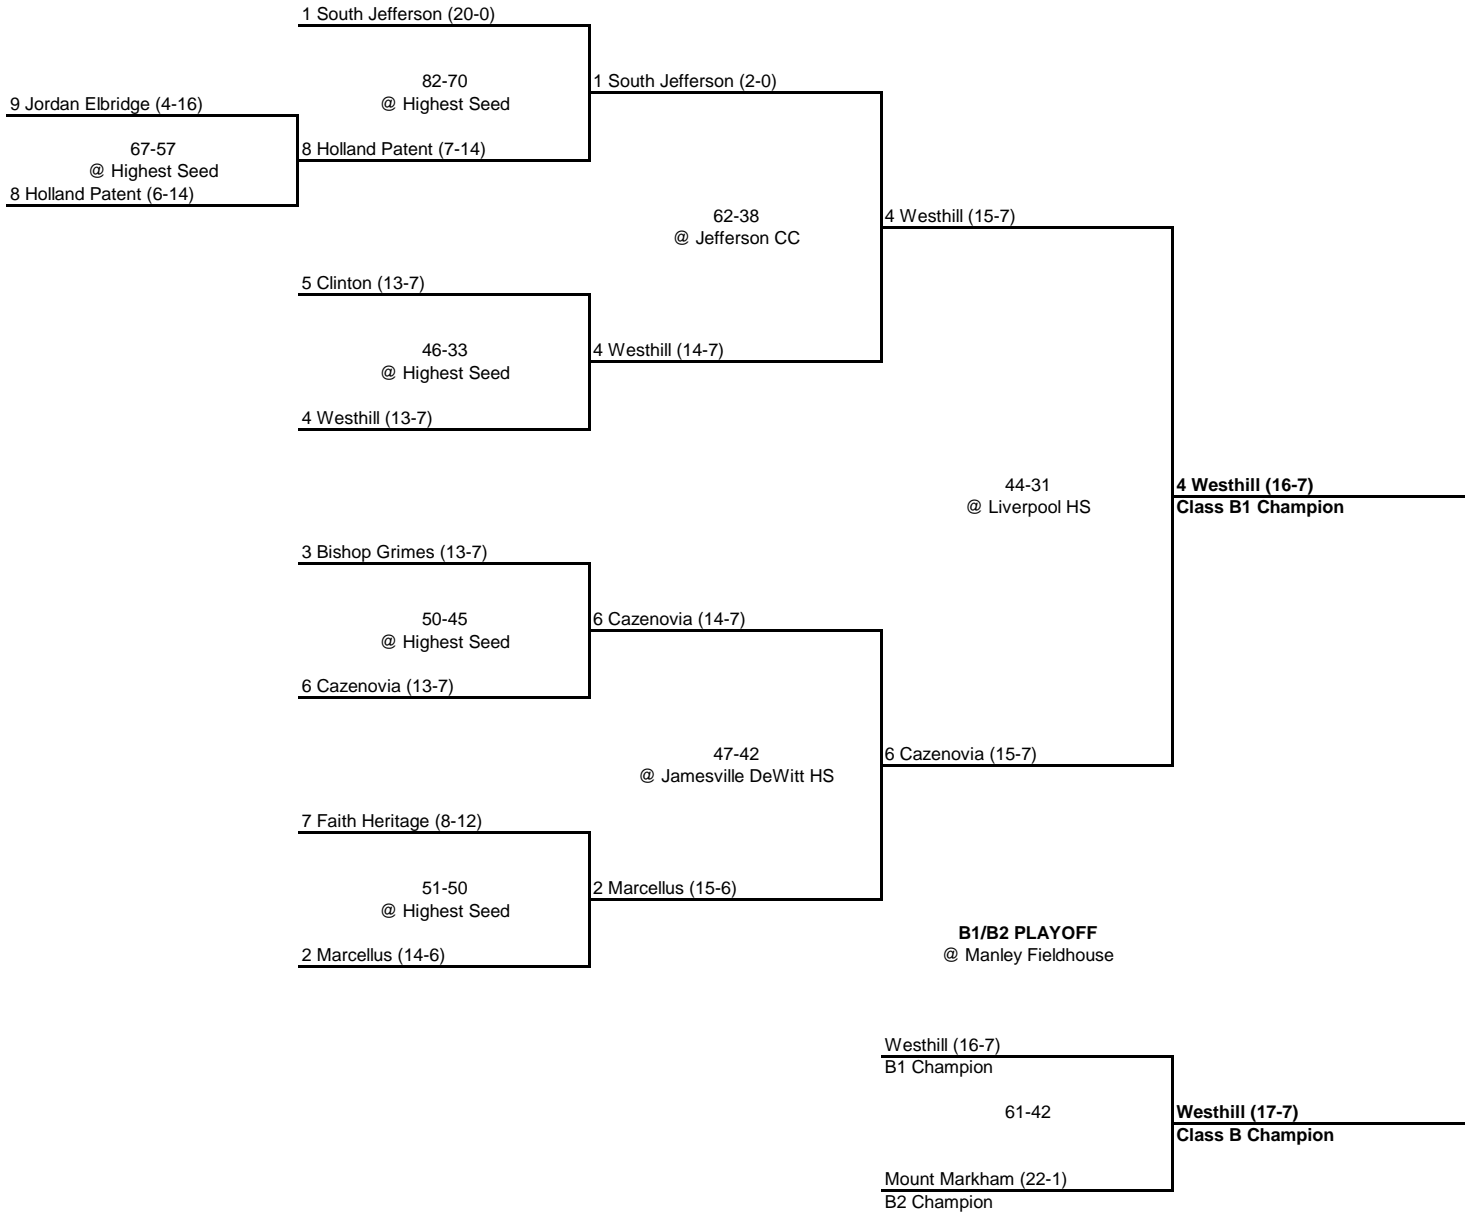 1 South Jefferson (20-0)
82-70
@ Highest Seed
1 South Jefferson (2-0)
9 Jordan Elbridge (4-16)
67-57
@ Highest Seed
8 Holland Patent (7-14)
8 Holland Patent (6-14)
62-38
@ Jefferson CC
4 Westhill (15-7)
5 Clinton (13-7)
46-33
@ Highest Seed
4 Westhill (14-7)
4 Westhill (13-7)
44-31
@ Liverpool HS
4 Westhill (16-7)
Class B1 Champion
3 Bishop Grimes (13-7)
50-45
@ Highest Seed
6 Cazenovia (14-7)
6 Cazenovia (13-7)
47-42
@ Jamesville DeWitt HS
6 Cazenovia (15-7)
7 Faith Heritage (8-12)
51-50
@ Highest Seed
2 Marcellus (15-6)
2 Marcellus (14-6)
B1/B2 PLAYOFF
@ Manley Fieldhouse
Westhill (16-7)
B1 Champion
61-42
Westhill (17-7)
Class B Champion
Mount Markham (22-1)
B2 Champion